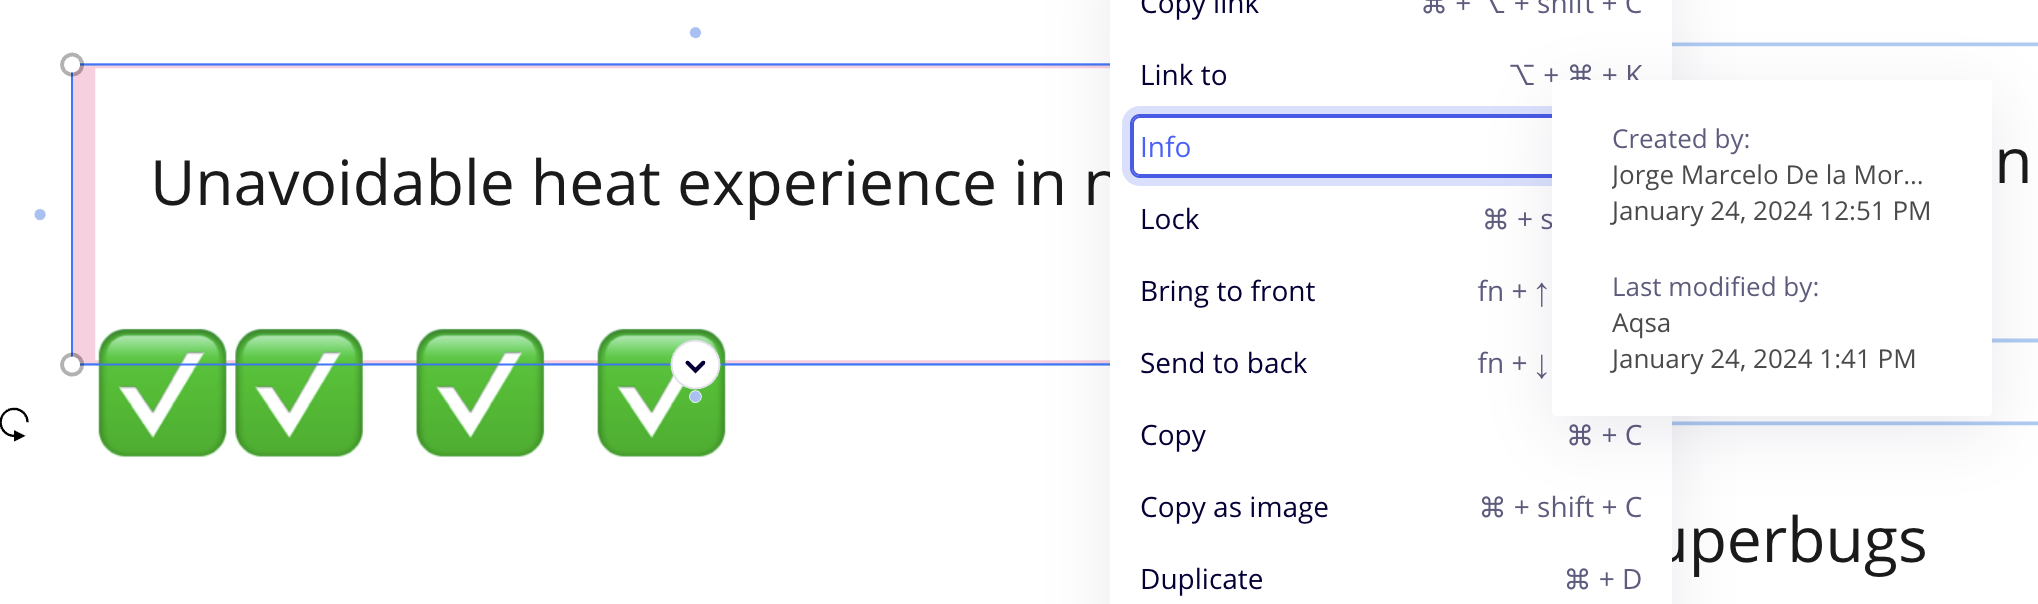 Copy link ⌘ + ⌥ + shift + C
Link to ⌥ + ⌘ + K
Info
Lock ⌘ + s
Bring to front fn + ↑
Send to back fn + ↓
Copy ⌘ + C
Copy as image ⌘ + shift + C
Duplicate ⌘ + D
Created by:
Jorge Marcelo De la Mor...
January 24, 2024 12:51 PM
Last modified by:
Aqsa
January 24, 2024 1:41 PM
Unavoidable heat experience in n
n
uperbugs